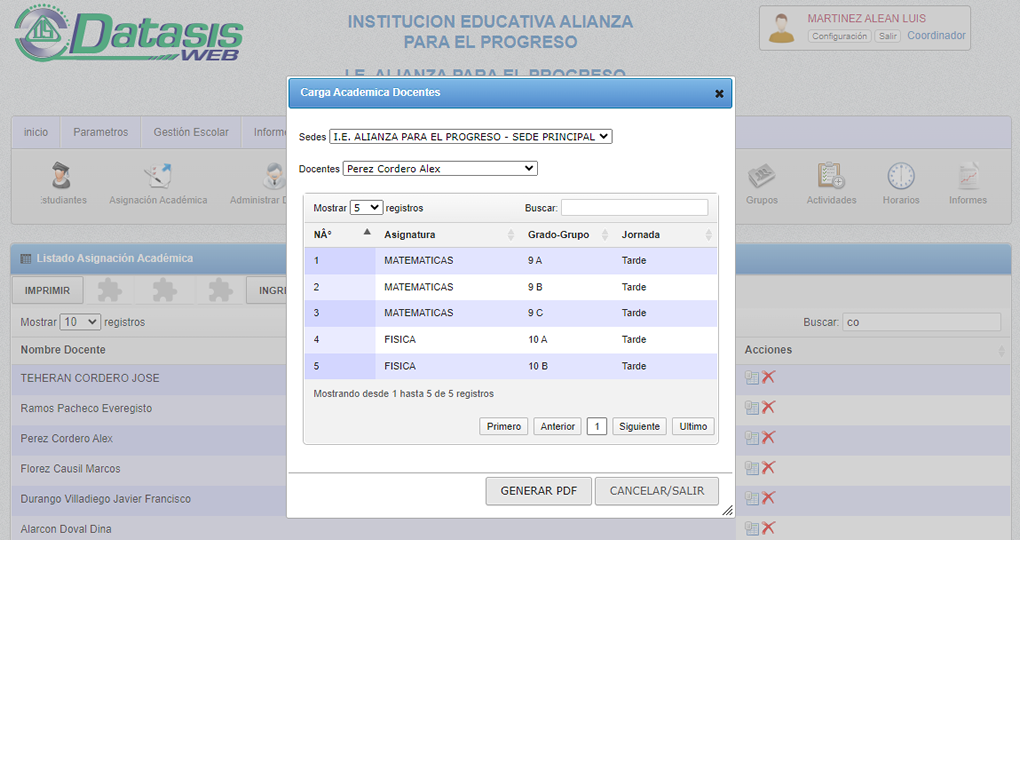 Datasis
WEB
INSTITUCION EDUCATIVA ALIANZA
PARA EL PROGRESO
I.E. ALIANZA PARA EL PROGRESO
MARTINEZ ALEAN LUIS
Configuración Salir Coordinador
Carga Academica Docentes
Sedes I.E. ALIANZA PARA EL PROGRESO - SEDE PRINCIPAL
Docentes Perez Cordero Alex
Mostrar 5 registros Buscar:
NÂº Asignatura Grado-Grupo Jornada
1 MATEMATICAS 9 A Tarde
2 MATEMATICAS 9 B Tarde
3 MATEMATICAS 9 C Tarde
4 FISICA 10 A Tarde
5 FISICA 10 B Tarde
Mostrando desde 1 hasta 5 de 5 registros
Primero Anterior 1 Siguiente Ultimo
GENERAR PDF CANCELAR/SALIR
inicio Parametros Gestión Escolar Informe
studiantes Asignación Académica Administrar D Grupos Actividades Horarios Informes
Listado Asignación Académica
IMPRIMIR INGRE
Mostrar 10 registros Buscar: co
Nombre Docente Acciones
TEHERAN CORDERO JOSE
Ramos Pacheco Everegisto
Perez Cordero Alex
Florez Causil Marcos
Durango Villadiego Javier Francisco
Alarcon Doval Dina